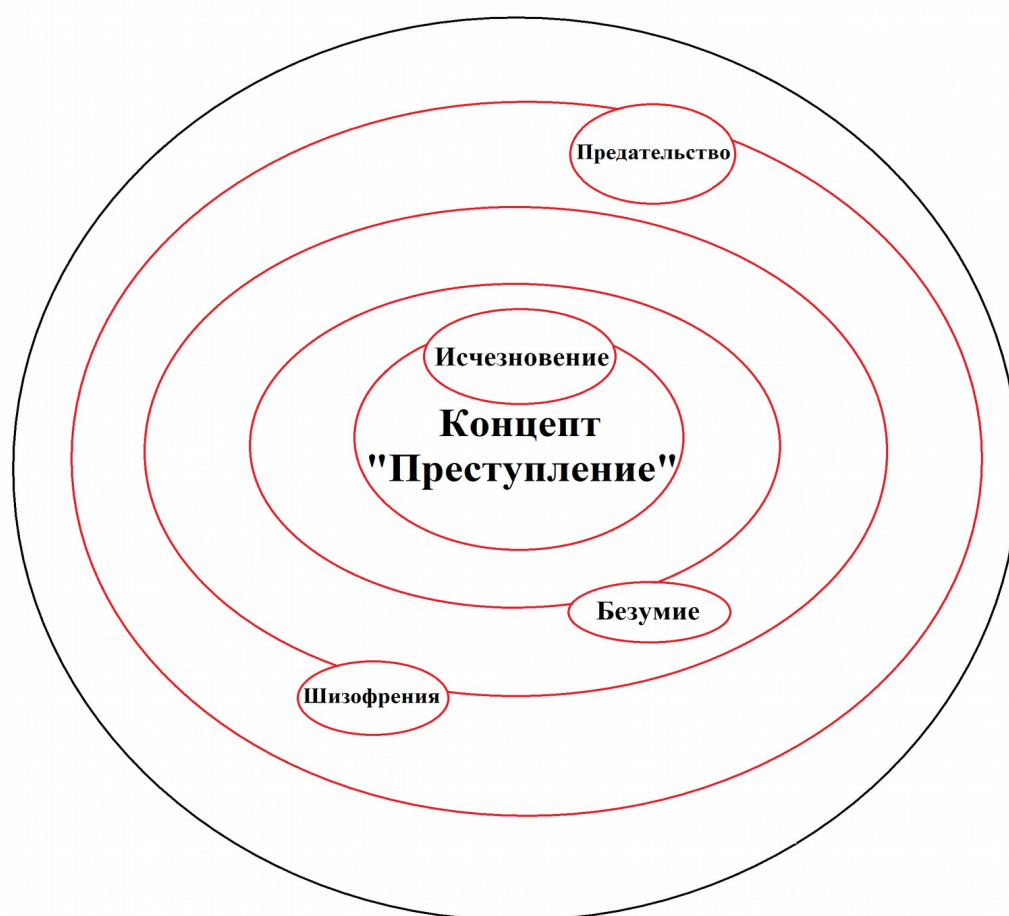 Предательство
Исчезновение
Концепт
"Преступление"
Безумие
Шизофрения